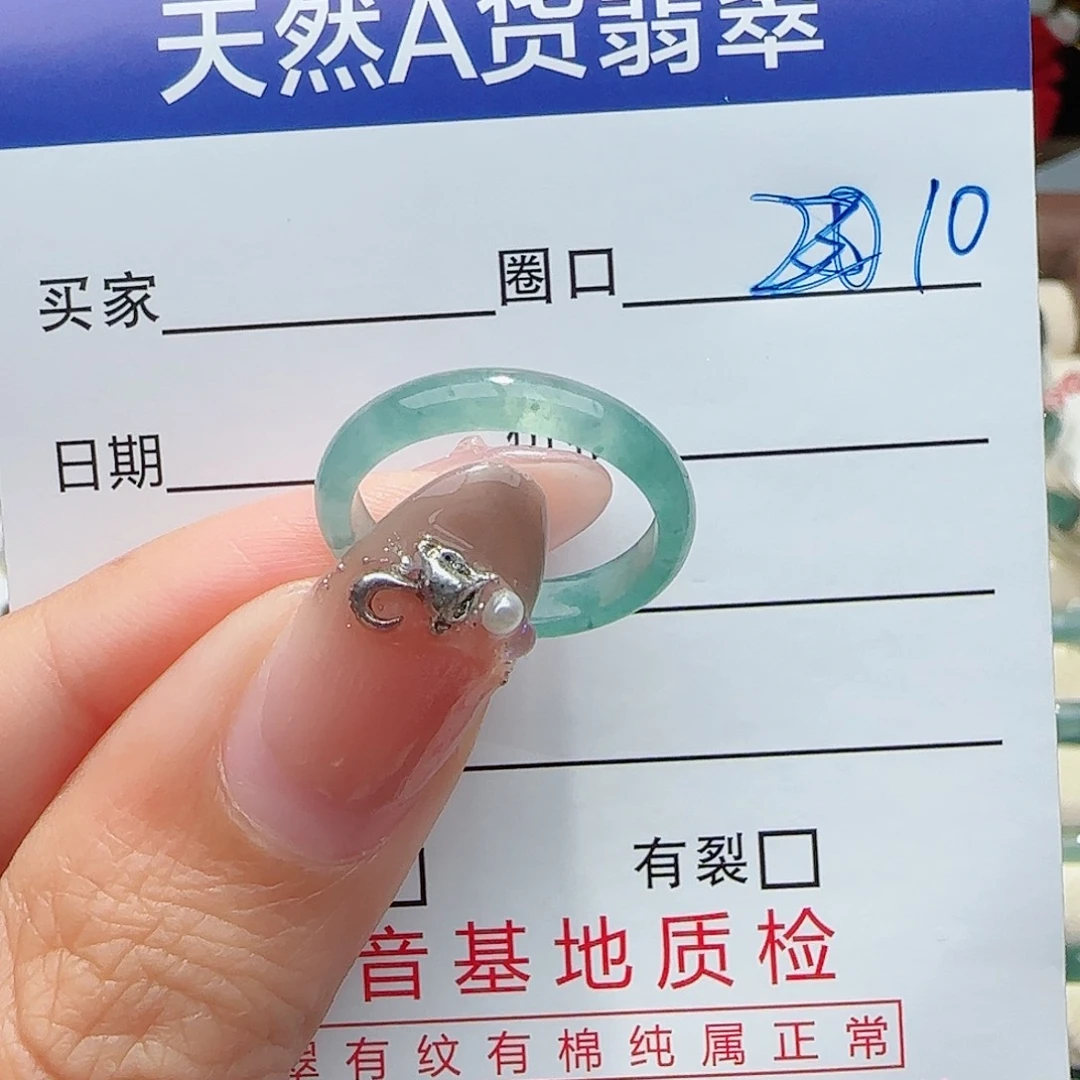 天然A货翡翠
买家 圈口 10
日期
有裂
音基地质检
翠有纹有棉纯属正常